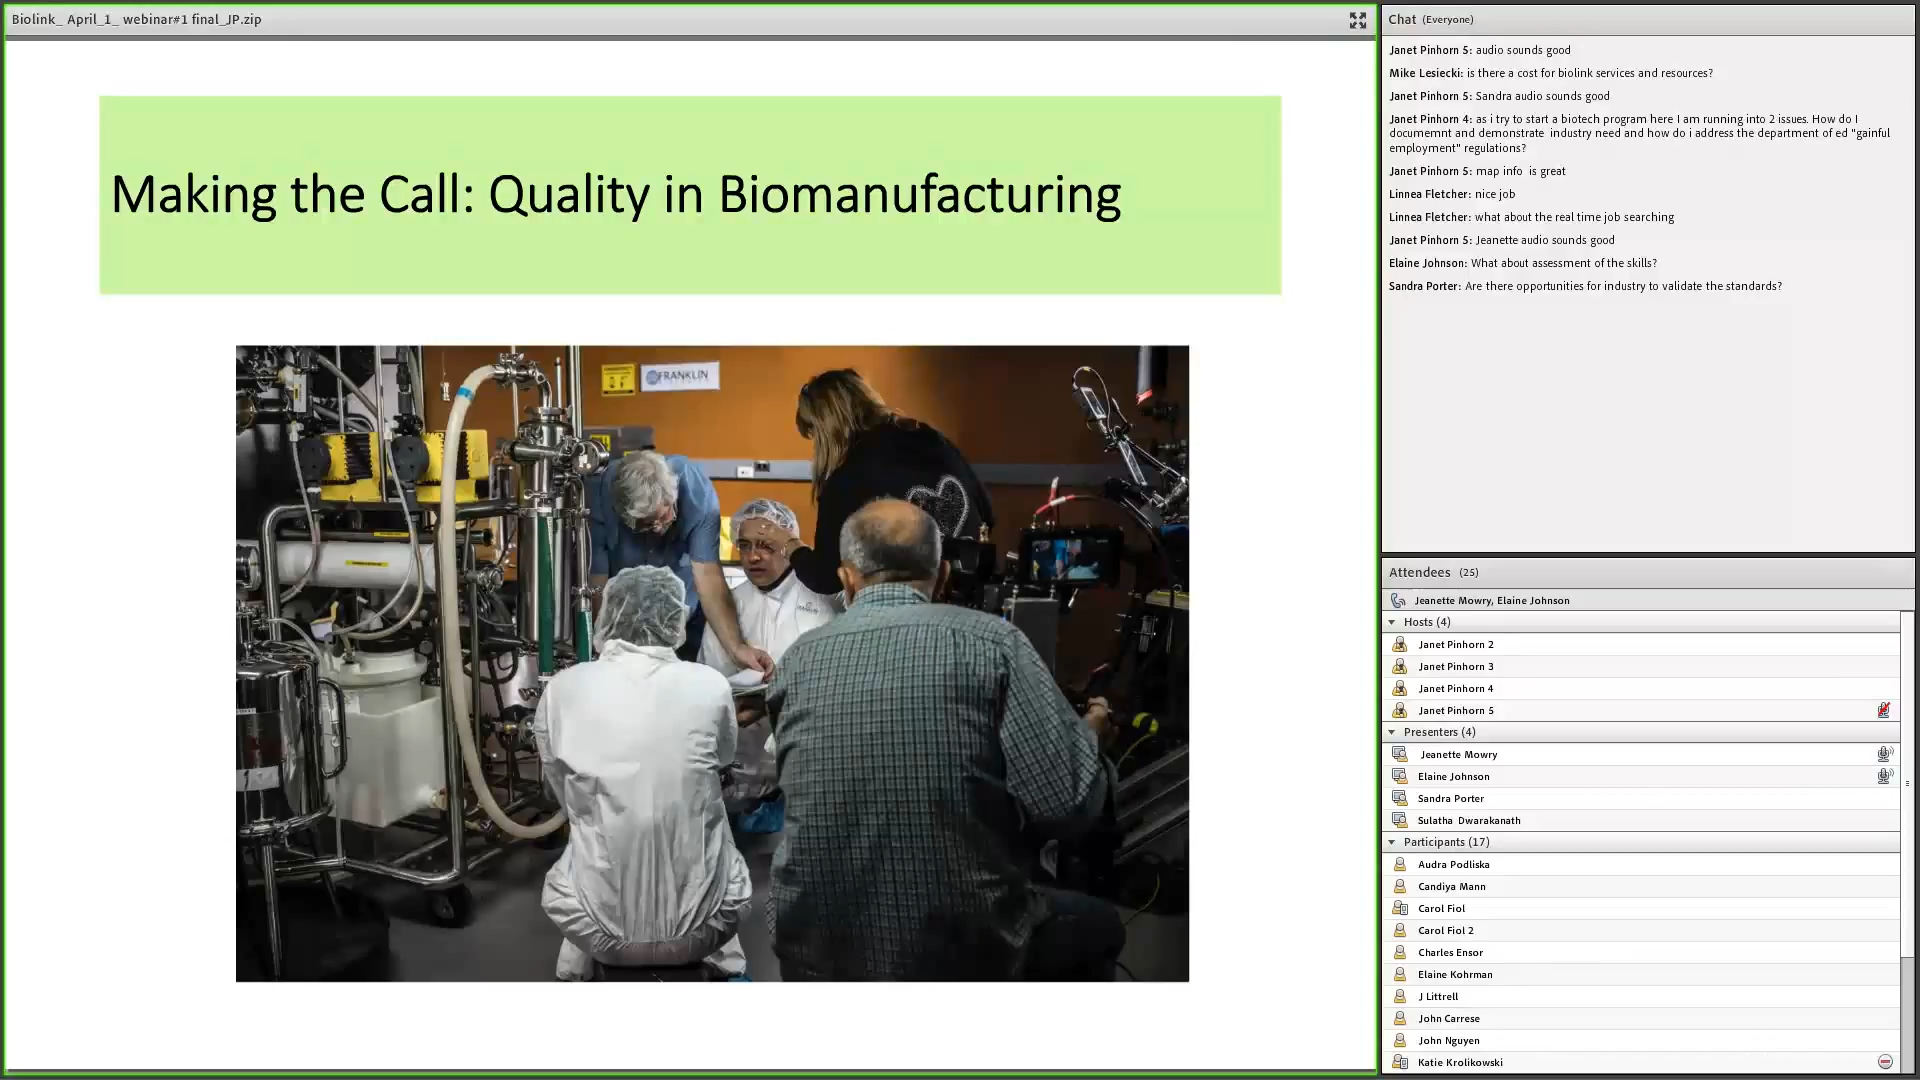 Biolink_ April_1_ webinar#1 final_JP.zip
Making the Call: Quality in Biomanufacturing
FRANKLIN
Chat (Everyone)
Janet Pinhorn 5: audio sounds good
Mike Lesiecki: is there a cost for biolink services and resources?
Janet Pinhorn 5: Sandra audio sounds good
Janet Pinhorn 4: as i try to start a biotech program here I am running into 2 issues. How do I
documemnt and demonstrate industry need and how do i address the department of ed "gainful
employment" regulations?
Janet Pinhorn 5: map info is great
Linnea Fletcher: nice job
Linnea Fletcher: what about the real time job searching
Janet Pinhorn 5: Jeanette audio sounds good
Elaine Johnson: What about assessment of the skills?
Sandra Porter: Are there opportunities for industry to validate the standards?
Attendees (25)
Jeanette Mowry, Elaine Johnson
Hosts (4)
Janet Pinhorn 2
Janet Pinhorn 3
Janet Pinhorn 4
Janet Pinhorn 5
Presenters (4)
Jeanette Mowry
Elaine Johnson
Sandra Porter
Sulatha Dwarakanath
Participants (17)
Audra Podliska
Candiya Mann
Carol Fiol
Carol Fiol 2
Charles Ensor
Elaine Kohrman
J Littrell
John Carrese
John Nguyen
Katie Krolikowski